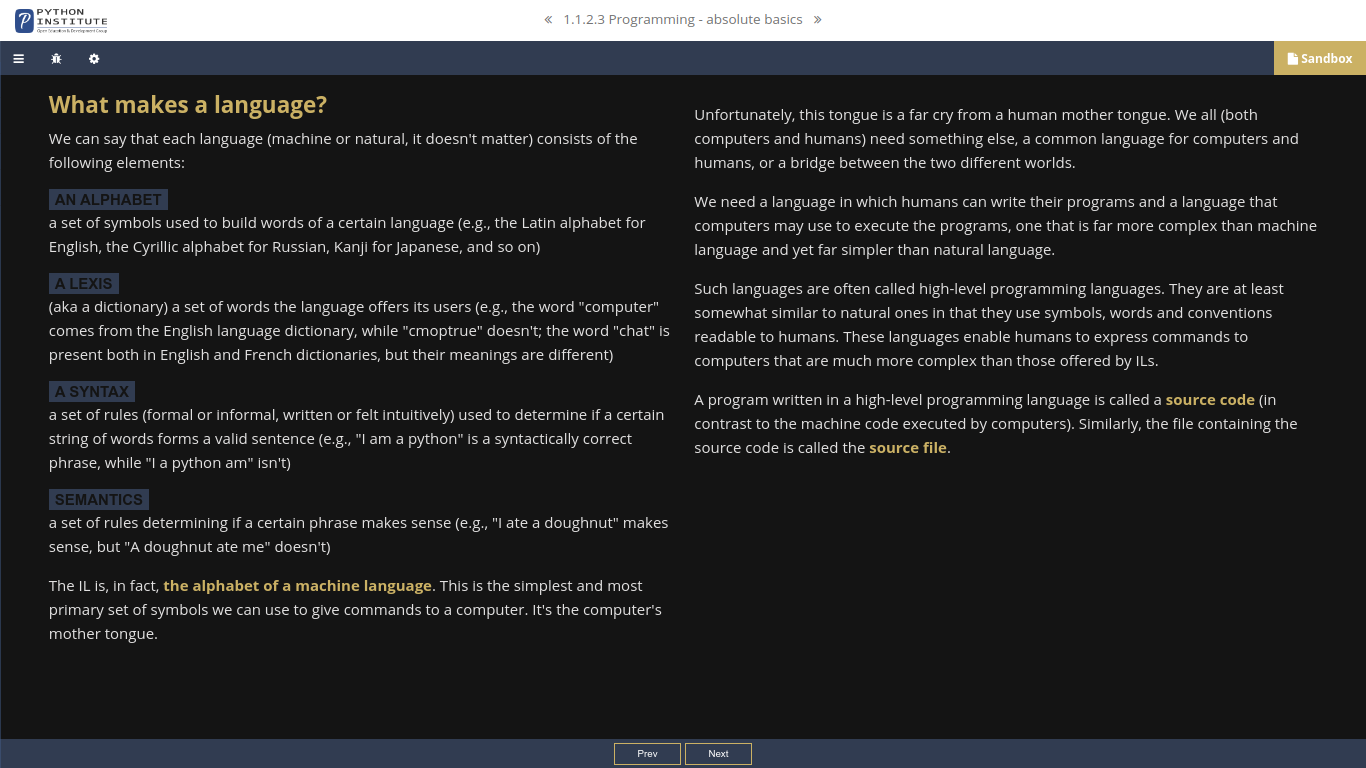 PYTHON
INSTITUTE
Open Education & Development Group
« 1.1.2.3 Programming - absolute basics »
Sandbox
What makes a language?
We can say that each language (machine or natural, it doesn't matter) consists of the
following elements:
AN ALPHABET
a set of symbols used to build words of a certain language (e.g., the Latin alphabet for
English, the Cyrillic alphabet for Russian, Kanji for Japanese, and so on)
A LEXIS
(aka a dictionary) a set of words the language offers its users (e.g., the word "computer"
comes from the English language dictionary, while "cmoptrue" doesn't; the word "chat" is
present both in English and French dictionaries, but their meanings are different)
A SYNTAX
a set of rules (formal or informal, written or felt intuitively) used to determine if a certain
string of words forms a valid sentence (e.g., "I am a python" is a syntactically correct
phrase, while "I a python am" isn't)
SEMANTICS
a set of rules determining if a certain phrase makes sense (e.g., "I ate a doughnut" makes
sense, but "A doughnut ate me" doesn't)
The IL is, in fact, the alphabet of a machine language. This is the simplest and most
primary set of symbols we can use to give commands to a computer. It's the computer's
mother tongue.
Unfortunately, this tongue is a far cry from a human mother tongue. We all (both
computers and humans) need something else, a common language for computers and
humans, or a bridge between the two different worlds.
We need a language in which humans can write their programs and a language that
computers may use to execute the programs, one that is far more complex than machine
language and yet far simpler than natural language.
Such languages are often called high-level programming languages. They are at least
somewhat similar to natural ones in that they use symbols, words and conventions
readable to humans. These languages enable humans to express commands to
computers that are much more complex than those offered by ILs.
A program written in a high-level programming language is called a source code (in
contrast to the machine code executed by computers). Similarly, the file containing the
source code is called the source file.
Prev
Next